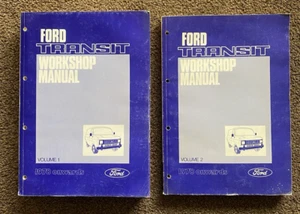 FORD
TRANSIT
WORKSHOP
MANUAL
VOLUME 1
1978 onwards
Ford
FORD
TRANSIT
WORKSHOP
MANUAL
VOLUME 2
1978 onwards
Ford